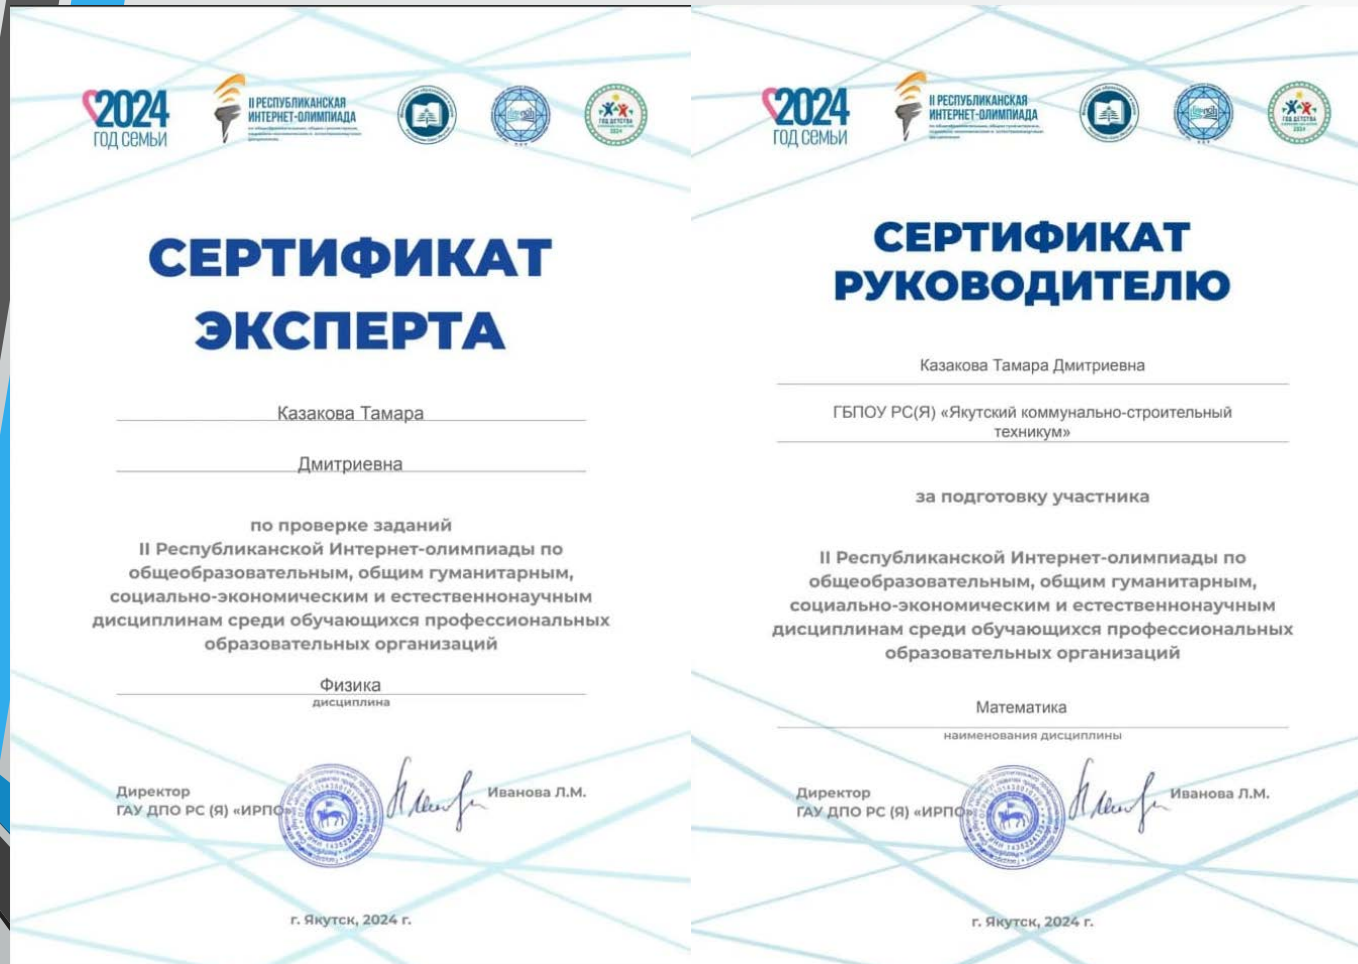 2024
ГОД СЕМЬИ
II РЕСПУБЛИКАНСКАЯ
ИНТЕРНЕТ-ОЛИМПИАДА
СЕРТИФИКАТ
ЭКСПЕРТА
Казакова Тамара
Дмитриевна
по проверке заданий
II Республиканской Интернет-олимпиады по
общеобразовательным, общим гуманитарным,
социально-экономическим и естественнонаучным
дисциплинам среди обучающихся профессиональных
образовательных организаций
Физика
дисциплина
Директор
ГАУ ДПО РС (Я) «ИРПО»
Иванова Л.М.
г. Якутск, 2024 г.
2024
ГОД СЕМЬИ
II РЕСПУБЛИКАНСКАЯ
ИНТЕРНЕТ-ОЛИМПИАДА
ГОД ДЕТСТВА
2024
СЕРТИФИКАТ
РУКОВОДИТЕЛЮ
Казакова Тамара Дмитриевна
ГБПОУ РС(Я) «Якутский коммунально-строительный
техникум»
за подготовку участника
II Республиканской Интернет-олимпиады по
общеобразовательным, общим гуманитарным,
социально-экономическим и естественнонаучным
дисциплинам среди обучающихся профессиональных
образовательных организаций
Математика
наименования дисциплины
Директор
ГАУ ДПО РС (Я) «ИРПО»
Иванова Л.М.
г. Якутск, 2024 г.